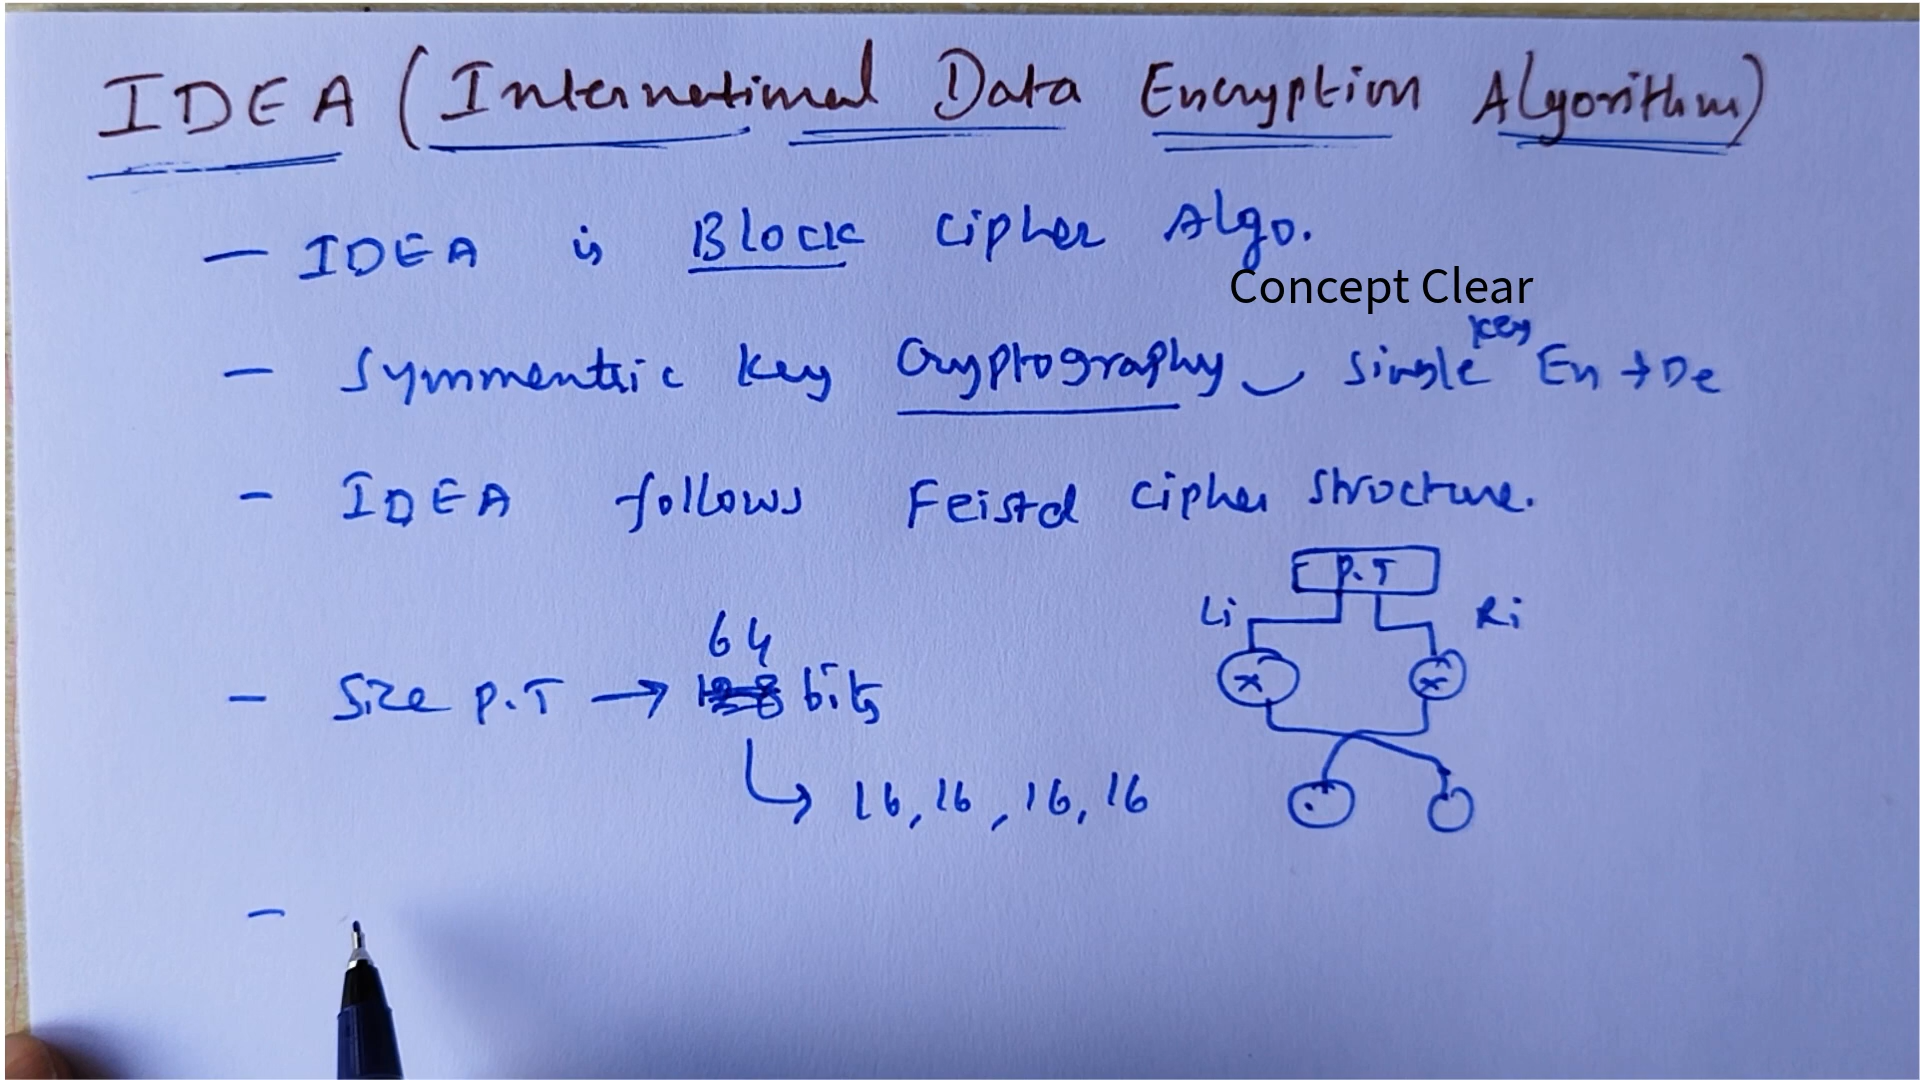 IDEA (International Data Encryption Algorithm)
- IDEA is Block Cipher Algo.
Concept Clear
- Symmentric key Cryptography - single key En → De
- IDEA follows Feistel cipher structure.
P.T
Li Ri
64
- Size P.T → 128 bits
→ 16, 16, 16, 16
-